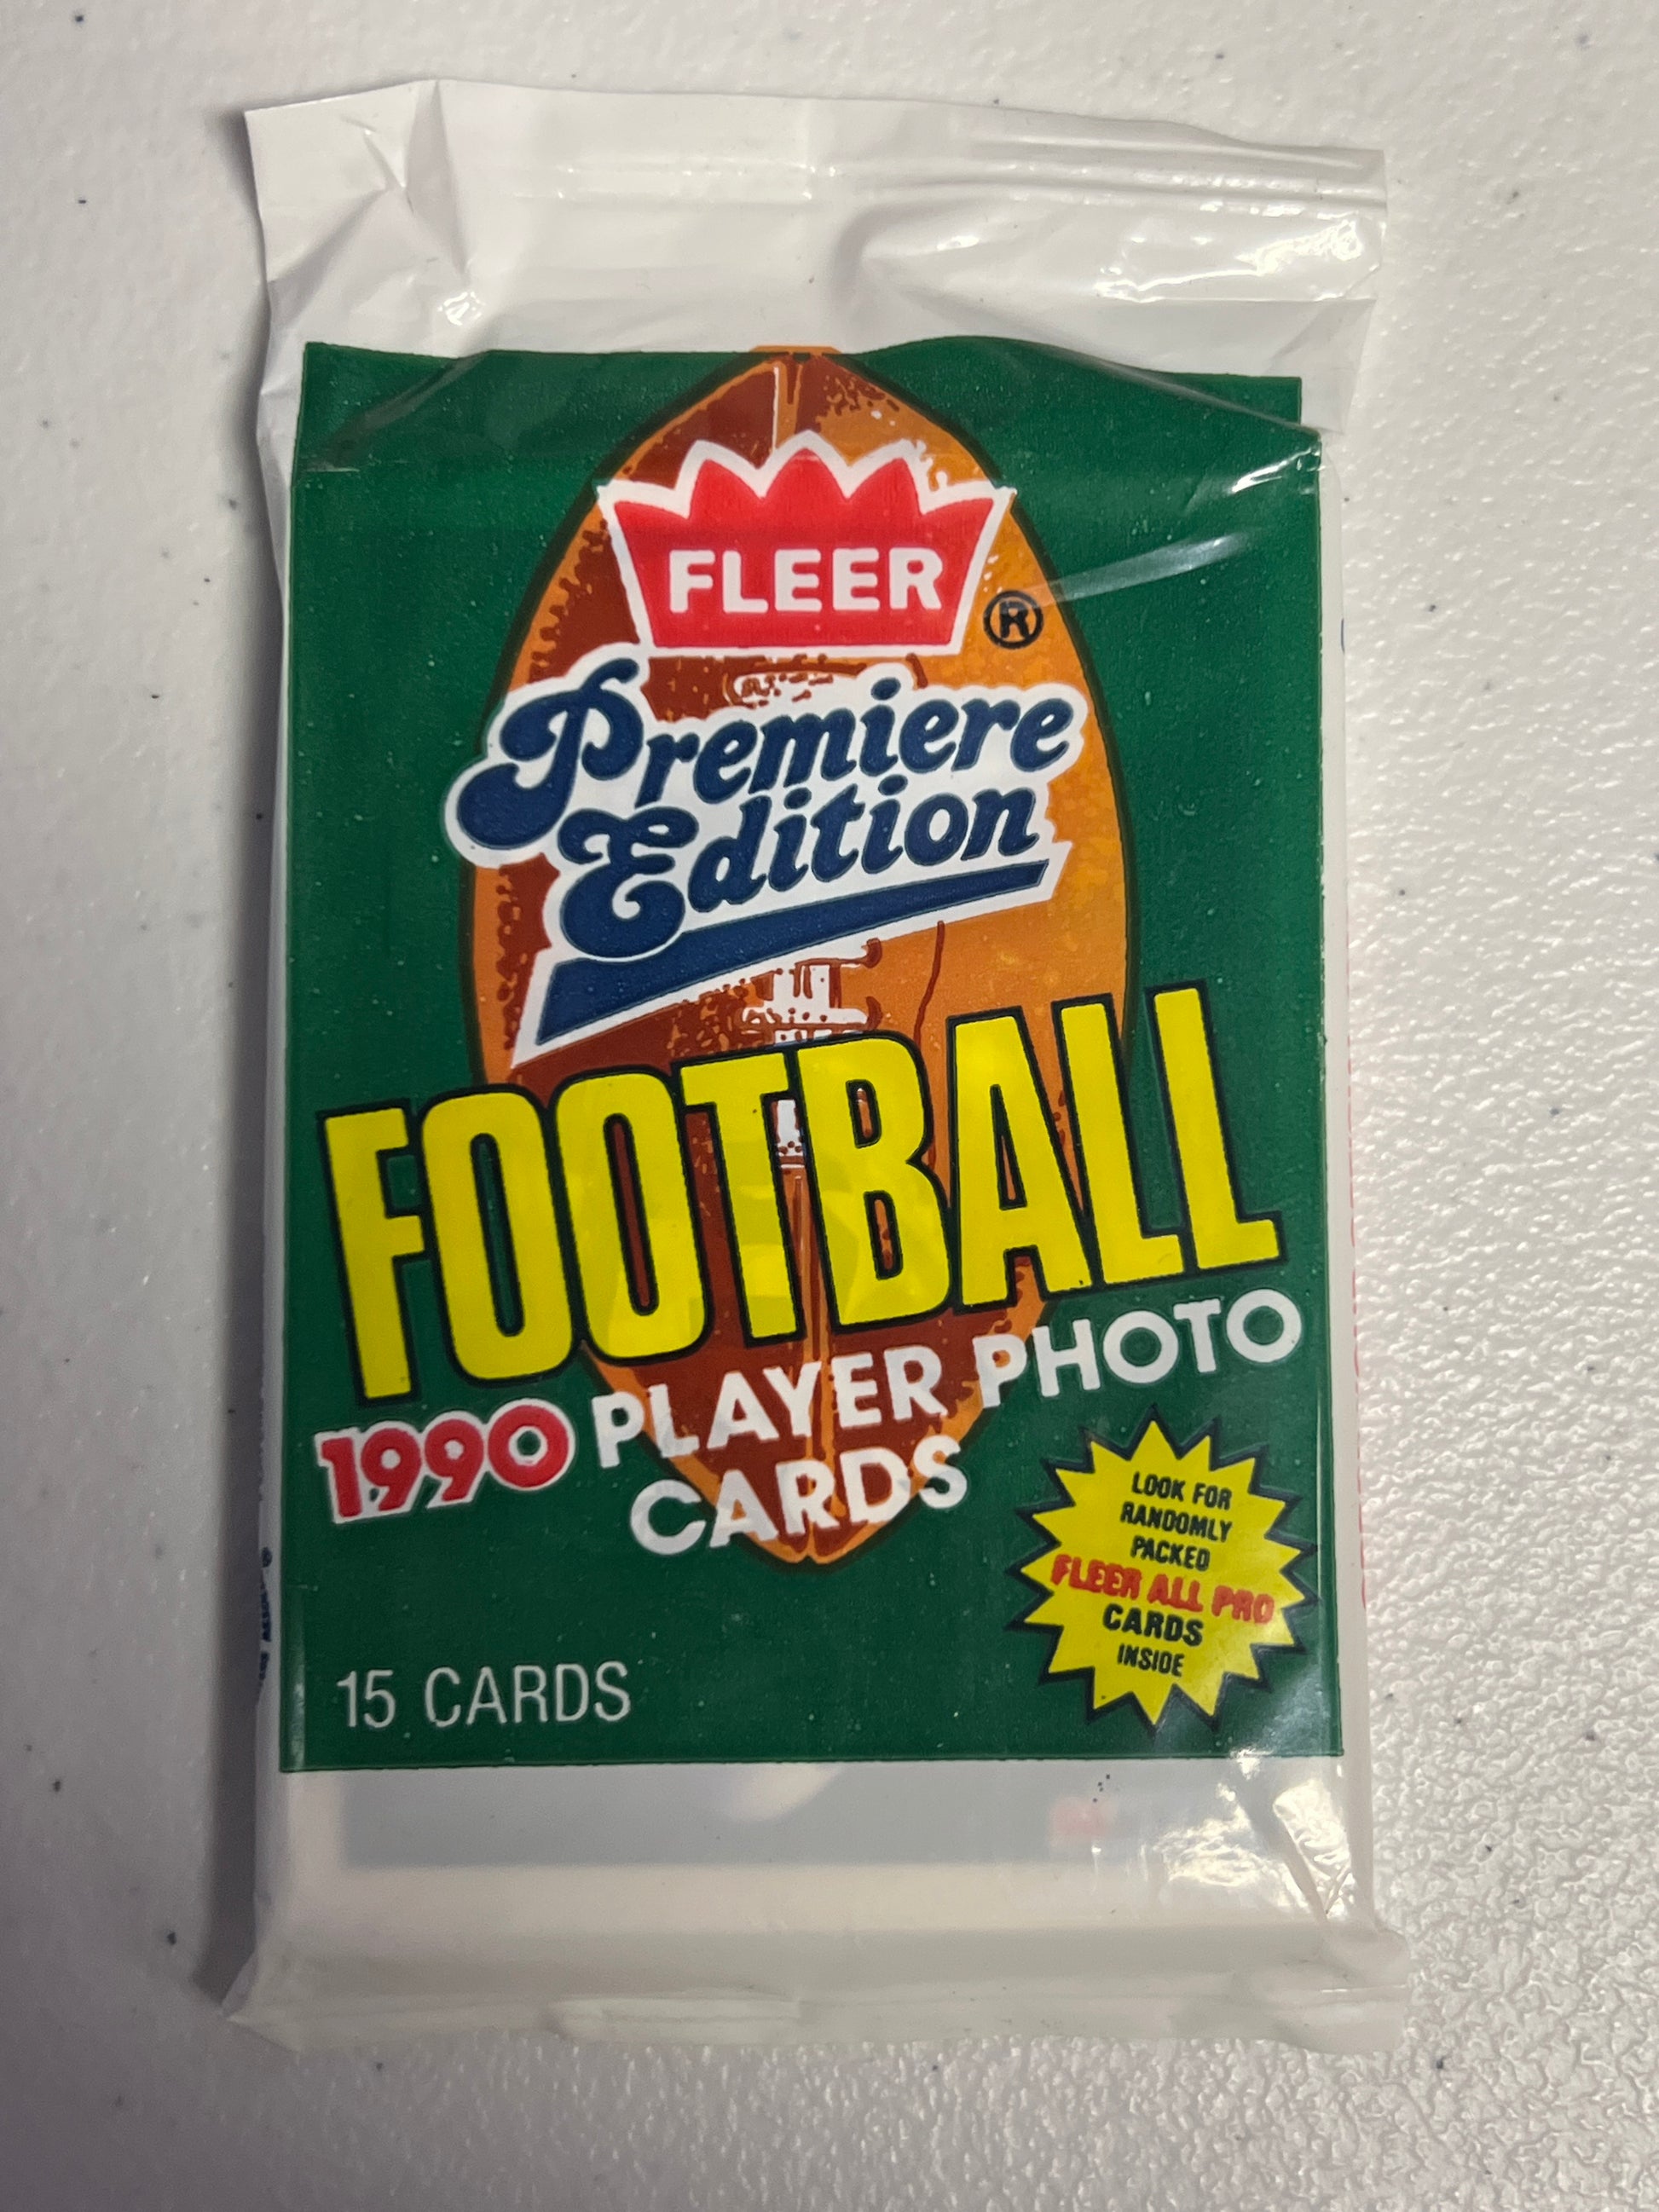 FLEER
®
Premiere
Edition
FOOTBALL
1990 PLAYER PHOTO
CARDS
LOOK FOR
RANDOMLY
PACKED
FLEER ALL PRO
CARDS
INSIDE
15 CARDS